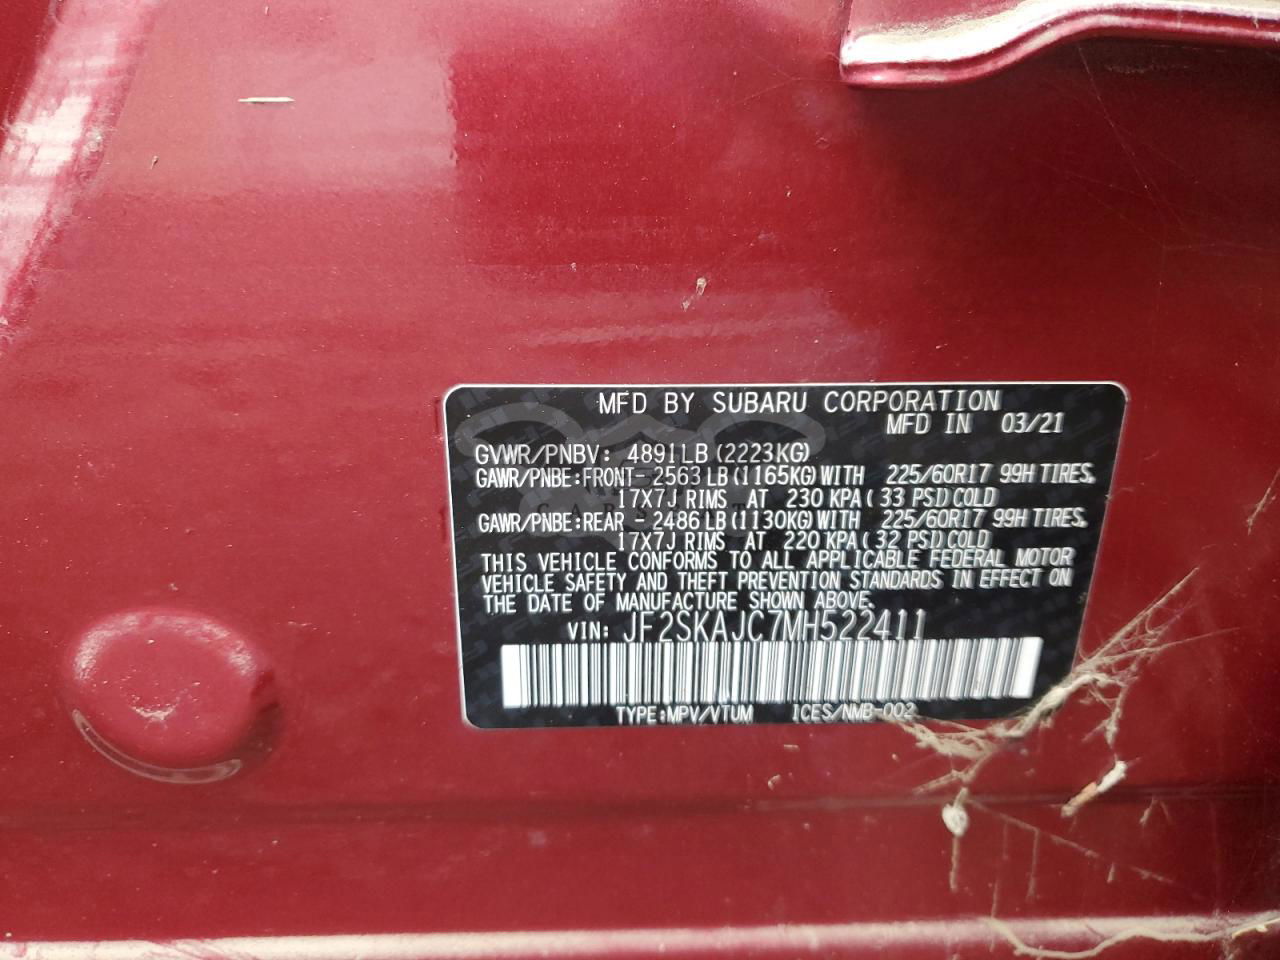 MFD BY SUBARU CORPORATION
MFD IN 03/21
GVWR/PNBV: 4891LB (2223KG)
GAWR/PNBE:FRONT-2563LB (1165KG) WITH 225/60R17 99H TIRES,
17X7J RIMS AT 230 KPA ( 33 PSI) COLD
GAWR/PNBE:REAR -2486LB (1130KG) WITH 225/60R17 99H TIRES,
17X7J RIMS AT 220 KPA ( 32 PSI) COLD
THIS VEHICLE CONFORMS TO ALL APPLICABLE FEDERAL MOTOR
VEHICLE SAFETY AND THEFT PREVENTION STANDARDS IN EFFECT ON
THE DATE OF MANUFACTURE SHOWN ABOVE.
VIN: JF2SKAJC7MH522411
TYPE:MPV/VTUM ICES/NMB-002